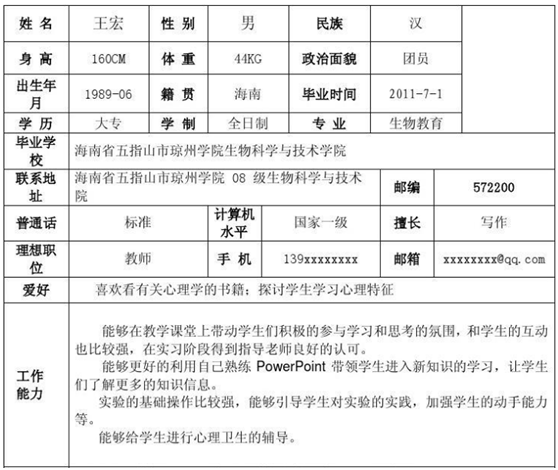 姓 名 王宏 性 别 男 民族 汉
身 高 160CM 体 重 44KG 政治面貌 团员
出生年
月 1989-06 籍 贯 海南 毕业时间 2011-7-1
学 历 大专 学 制 全日制 专 业 生物教育
毕业学
校 海南省五指山市琼州学院生物科学与技术学院
联系地
址 海南省五指山市琼州学院 08 级生物科学与技术
院 邮编 572200
普通话 标准 计算机
水平 国家一级 擅长 写作
理想职
位 教师 手 机 139xxxxxxxx 邮箱 xxxxxxxx@qq.com
爱好 喜欢看有关心理学的书籍；探讨学生学习心理特征
工作
能力
能够在教学课堂上带动学生们积极的参与学习和思考的氛围，和学生的互动
也比较强，在实习阶段得到指导老师良好的认可。
能够更好的利用自己熟练 PowerPoint 带领学生进入新知识的学习，让学生
们了解更多的知识信息。
实验的基础操作比较强，能够引导学生对实验的实践，加强学生的动手能力
等。
能够给学生进行心理卫生的辅导。